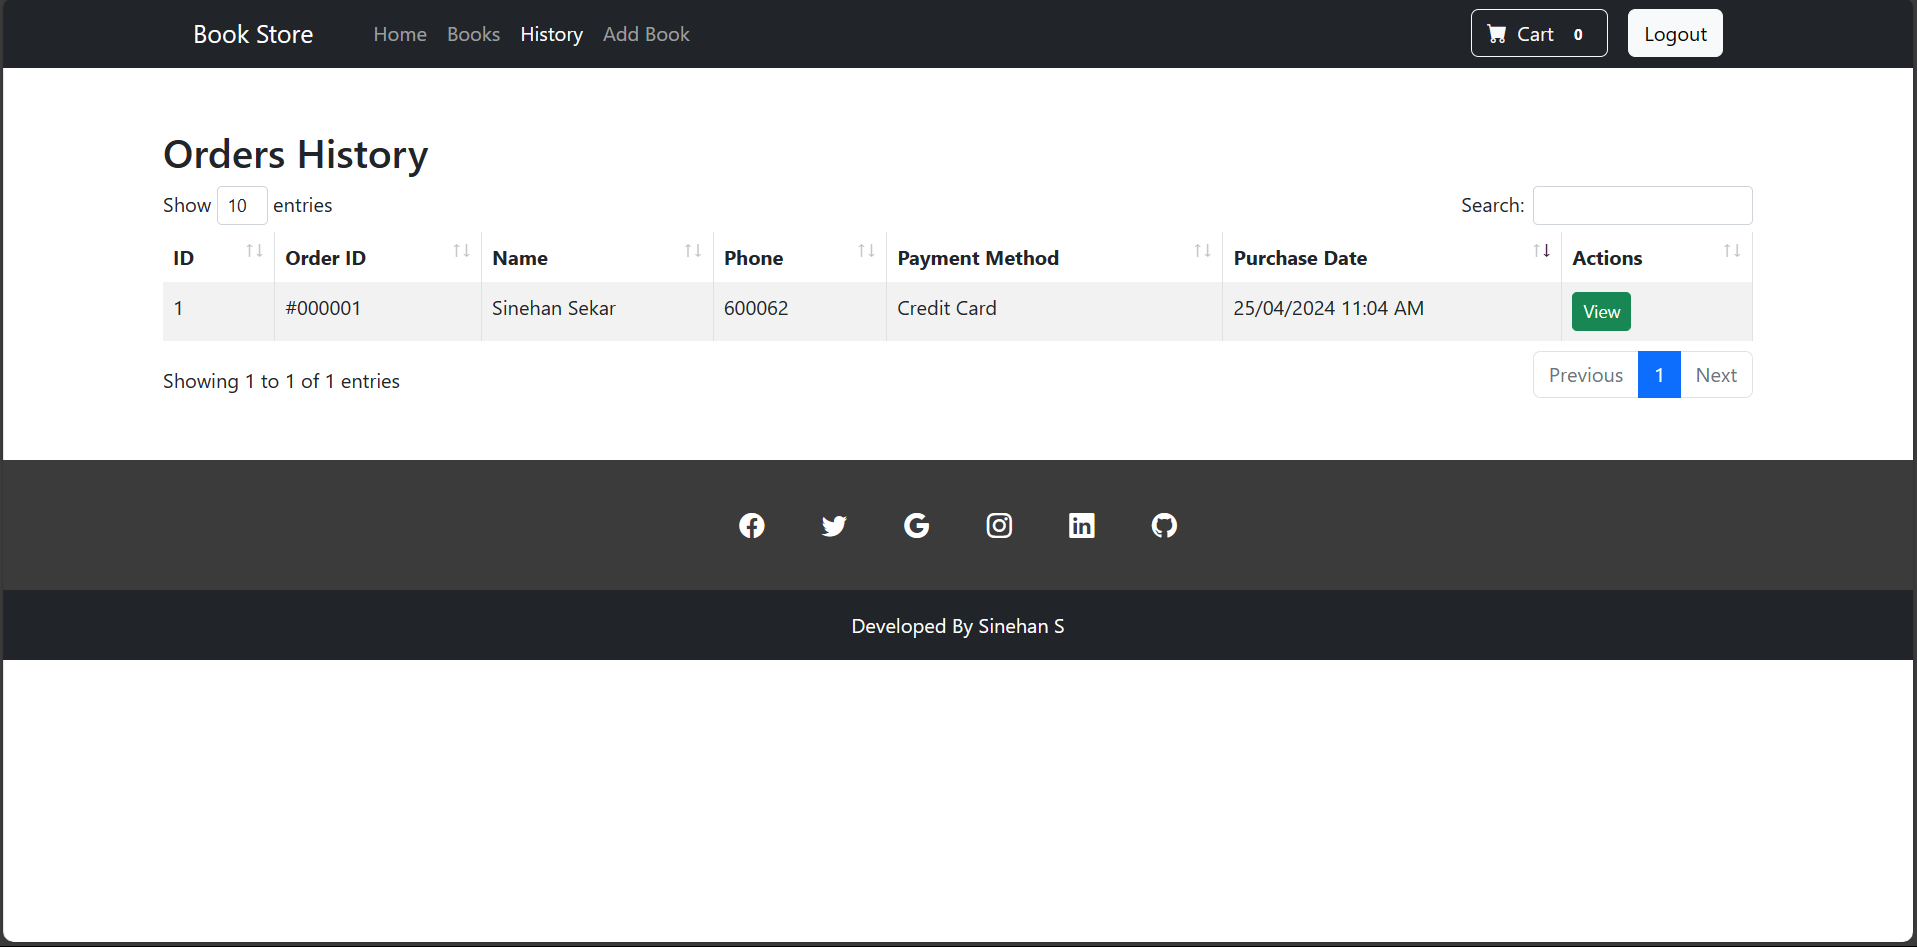 Book Store Home Books History Add Book Cart 0 Logout
Orders History
Show 10 entries Search:
ID Order ID Name Phone Payment Method Purchase Date Actions
1 #000001 Sinehan Sekar 600062 Credit Card 25/04/2024 11:04 AM View
Showing 1 to 1 of 1 entries Previous 1 Next
Developed By Sinehan S